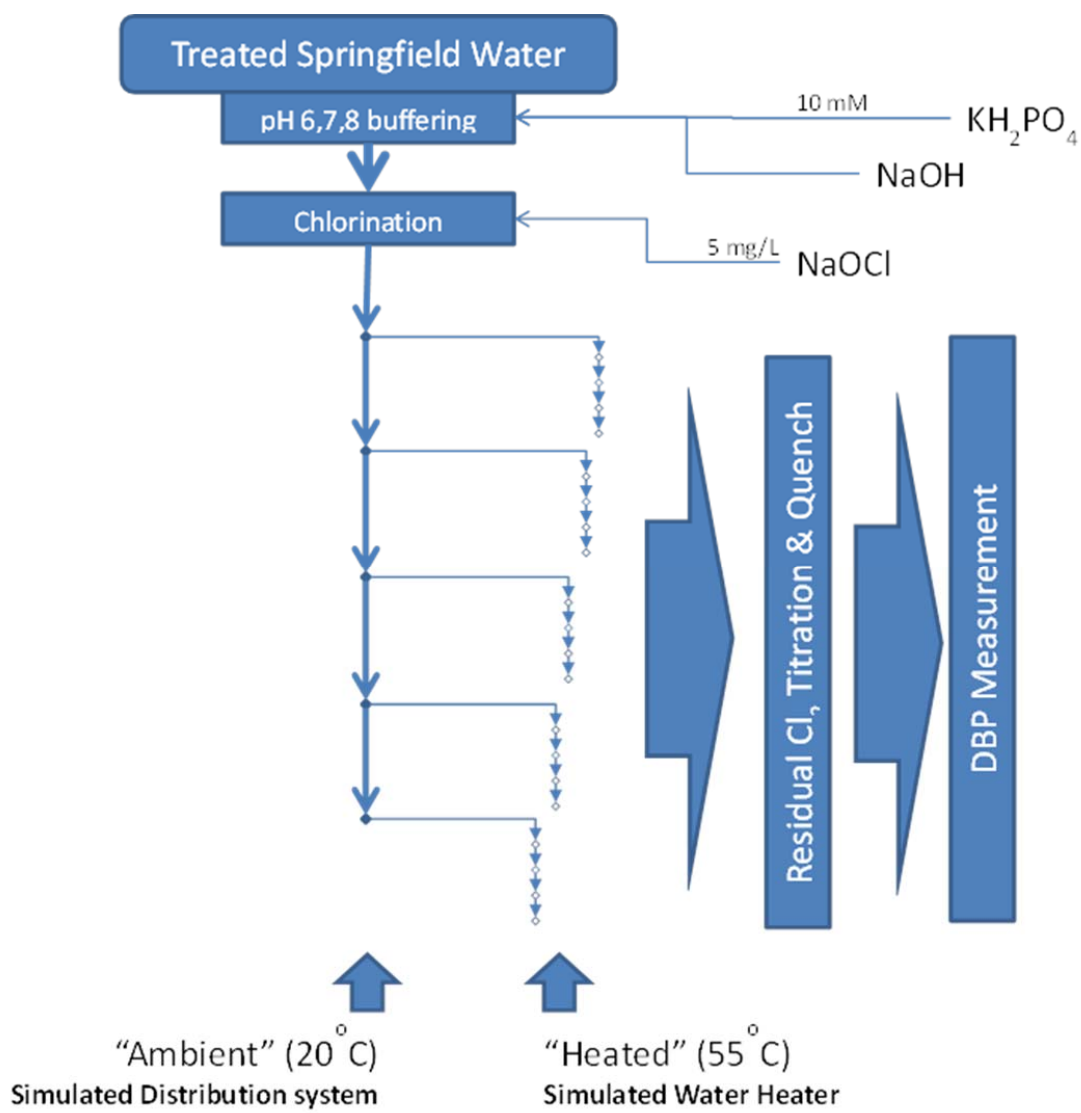 Treated Springfield Water
pH 6,7,8 buffering
10 mM
KH₂PO₄
NaOH
Chlorination
5 mg/L
NaOCl
Residual Cl₂ Titration & Quench
DBP Measurement
“Ambient” (20°C)
Simulated Distribution system
“Heated” (55°C)
Simulated Water Heater